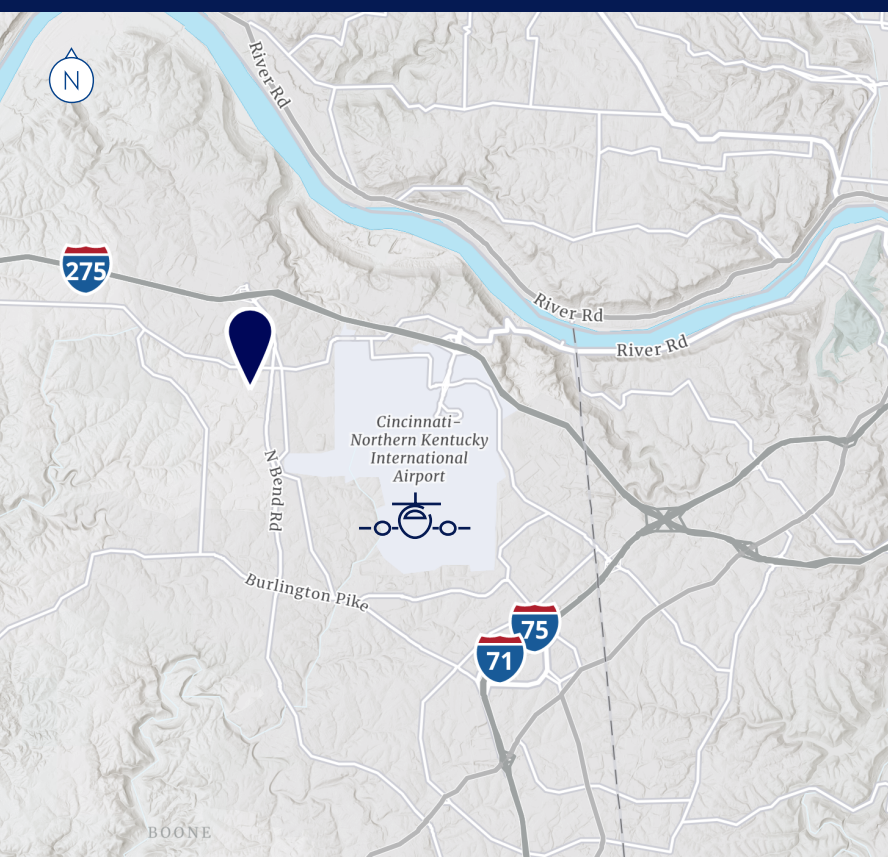 River Rd
N
275
River Rd
River Rd
Cincinnati-
Northern Kentucky
International
Airport
N Bend Rd
Burlington Pike
75
71
BOONE